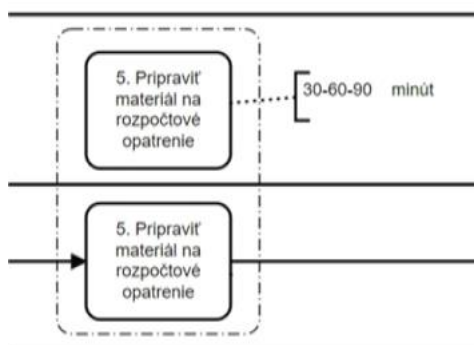 5. Pripraviť
materiál na
rozpočtové
opatrenie
30-60-90 minút
5. Pripraviť
materiál na
rozpočtové
opatrenie